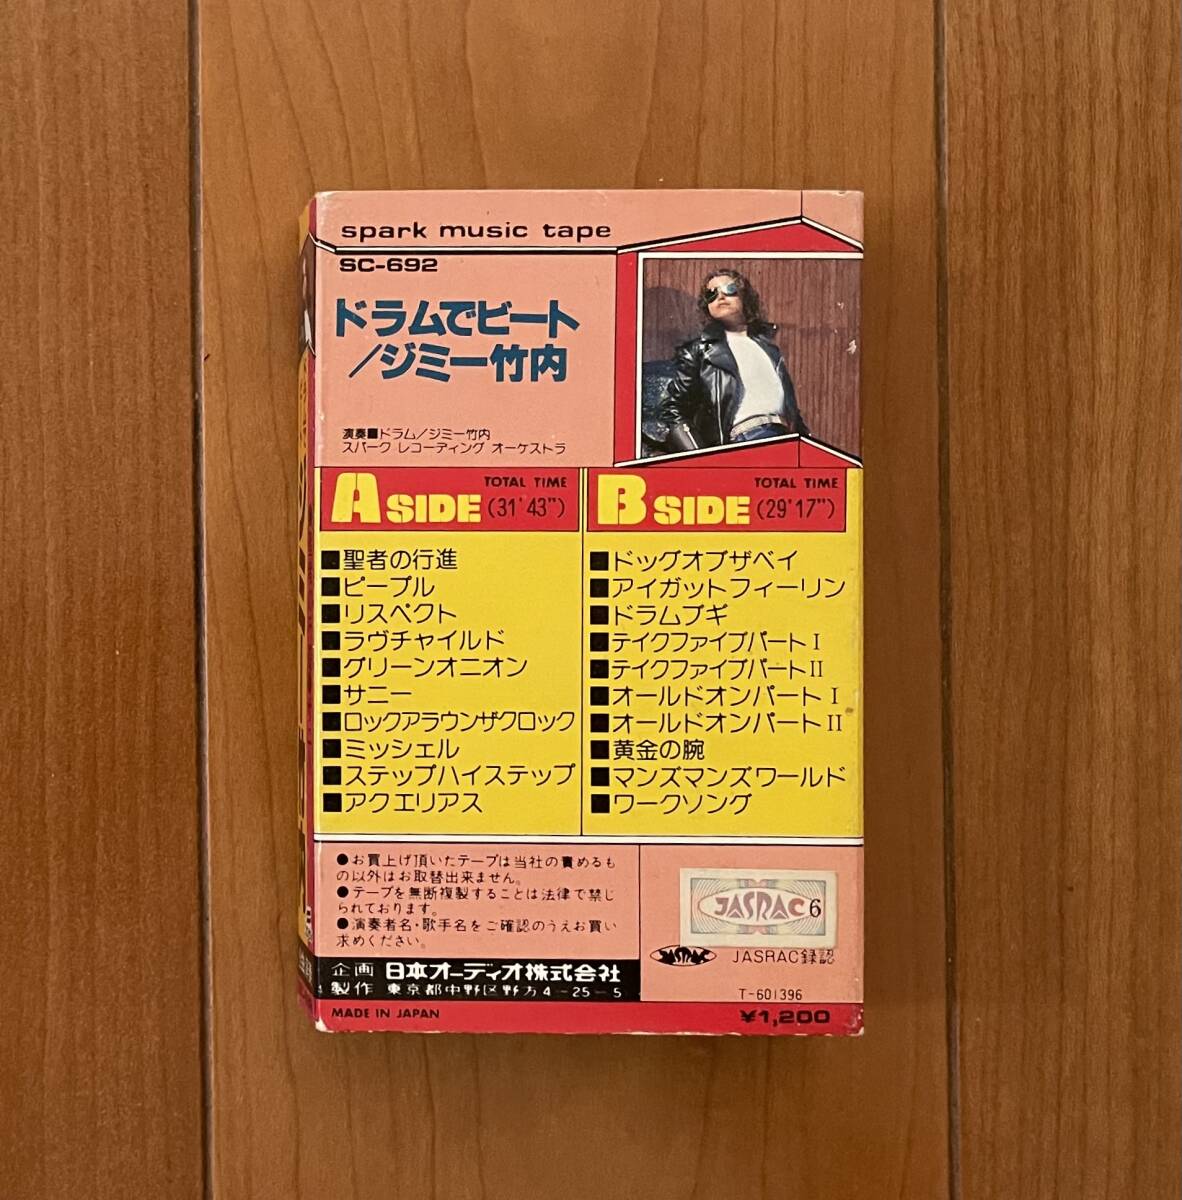 spark music tape
SC-692
ドラムでビート
/ジミー竹内
演奏■ドラム/ジミー竹内
スパーク レコーディング オーケストラ
A SIDE
TOTAL TIME
(31'43")
■聖者の行進
■ピープル
■リスペクト
■ラヴチャイルド
■グリーンオニオン
■サニー
■ロックアラウンザクロック
■ミッシェル
■ステップハイステップ
■アクエリアス
B SIDE
TOTAL TIME
(29'17")
■ドッグオブザベイ
■アイガットフィーリン
■ドラムブギ
■テイクファイブパートI
■テイクファイブパートII
■オールドオンパートI
■オールドオンパートII
■黄金の腕
■マンズマンズワールド
■ワークソング
●お買上げ頂いたテープは当社の責めるも
の以外はお取替出来ません。
●テープを無断複製することは法律で禁じ
られております。
●演奏者名・歌手名をご確認のうえお買い
求めください。
JASRAC 6
JASRAC
JASRAC録認
T-601396
企画
製作
日本オーディオ株式会社
東京都中野区野方4-25-5
MADE IN JAPAN
¥1,200